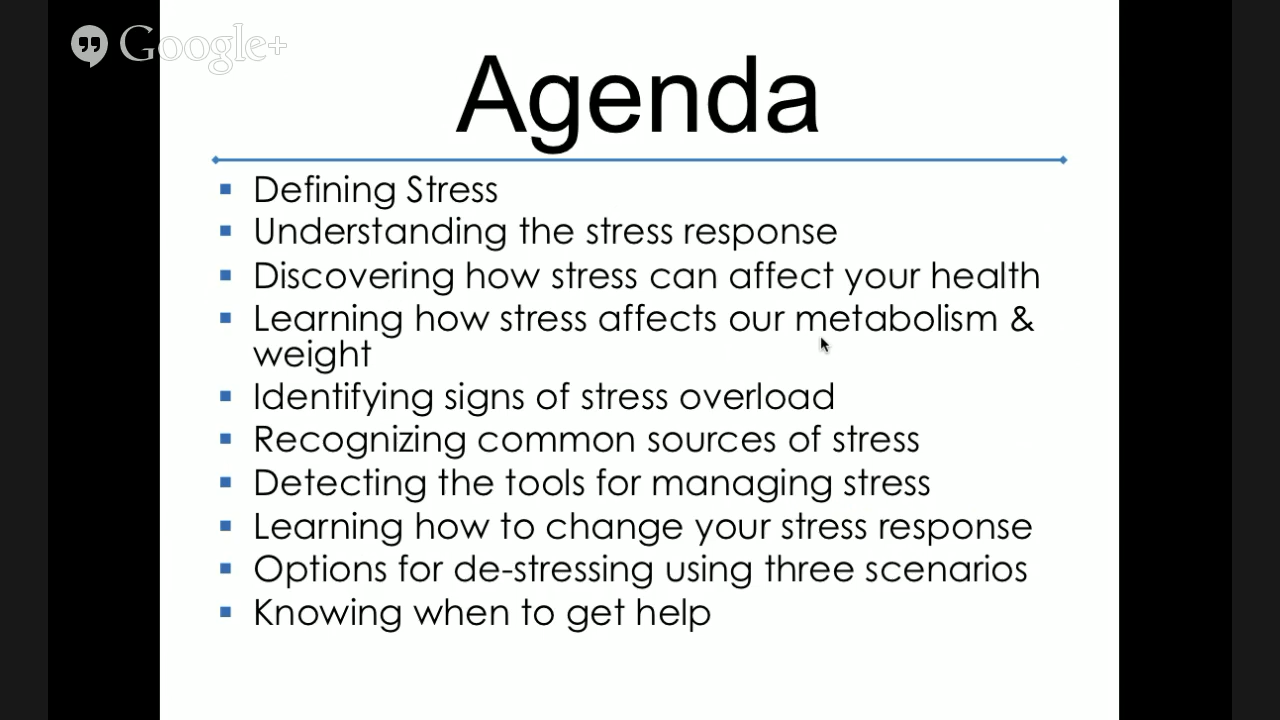 Google+
Agenda
Defining Stress
Understanding the stress response
Discovering how stress can affect your health
Learning how stress affects our metabolism &
weight
Identifying signs of stress overload
Recognizing common sources of stress
Detecting the tools for managing stress
Learning how to change your stress response
Options for de-stressing using three scenarios
Knowing when to get help